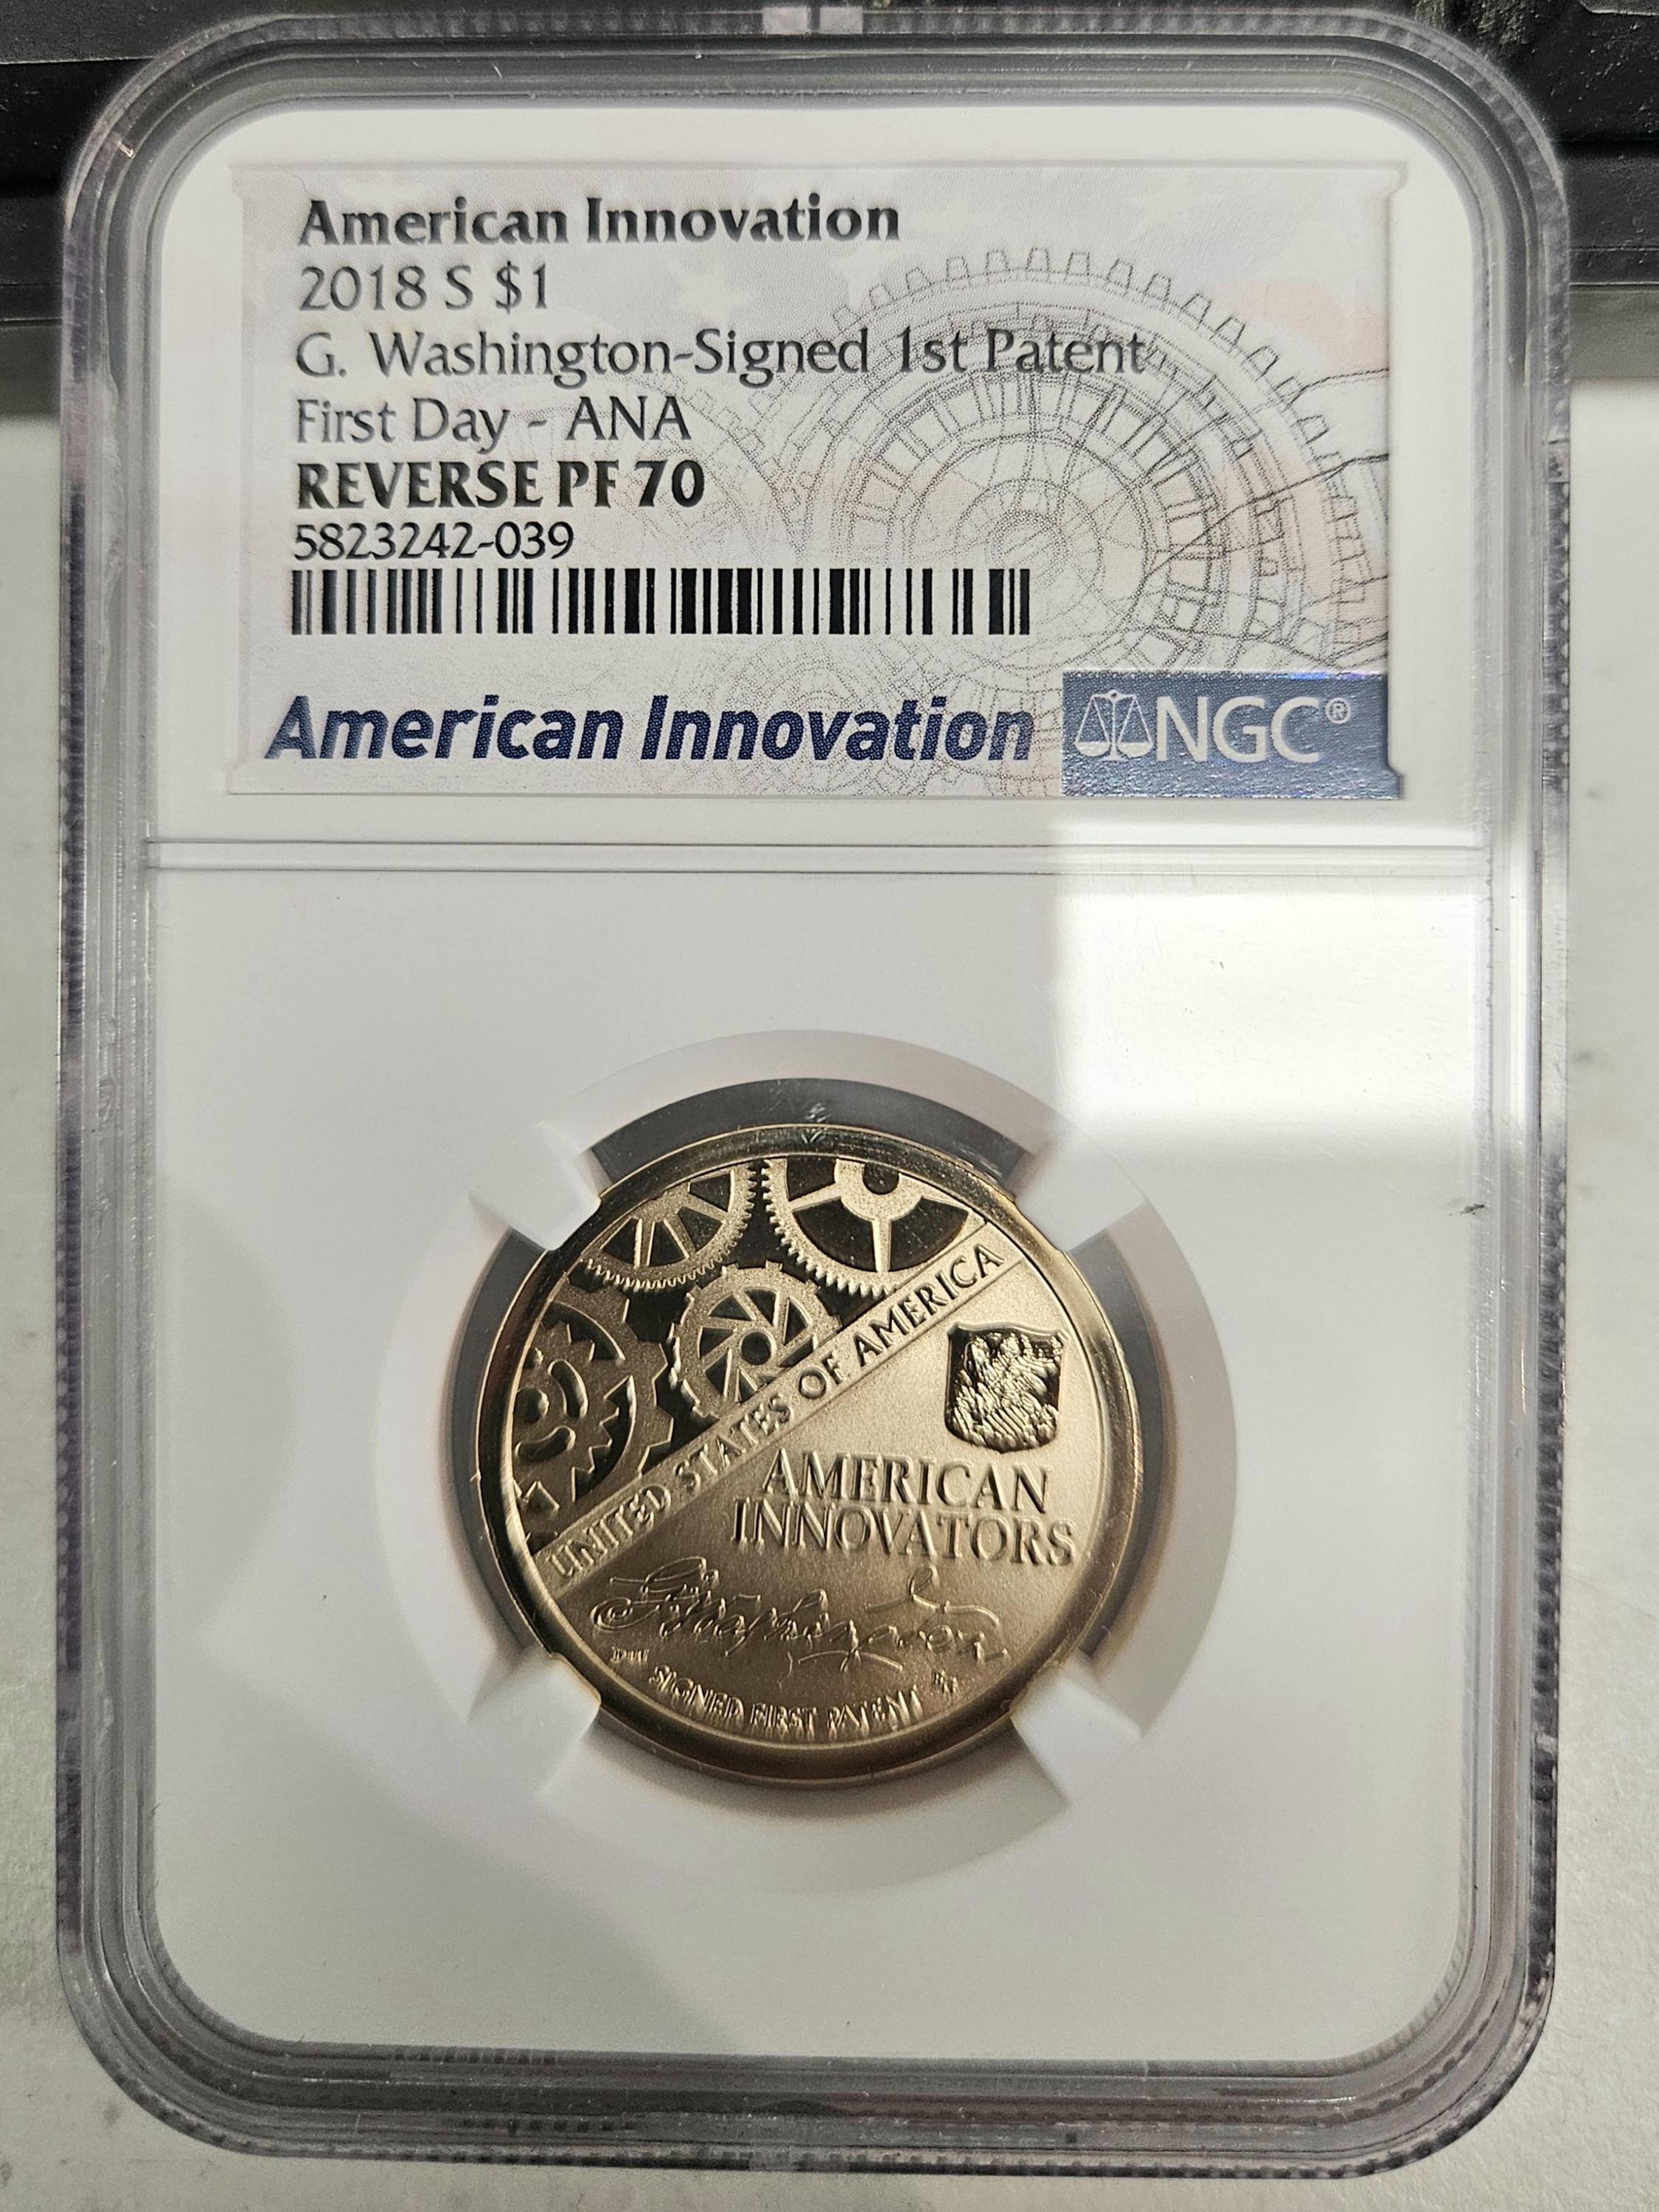 American Innovation
2018 S $1
G. Washington-Signed 1st Patent
First Day - ANA
REVERSE PF 70
5823242-039
American Innovation NGC®
UNITED STATES OF AMERICA
AMERICAN
INNOVATORS
G Washington
SIGNED FIRST PATENT